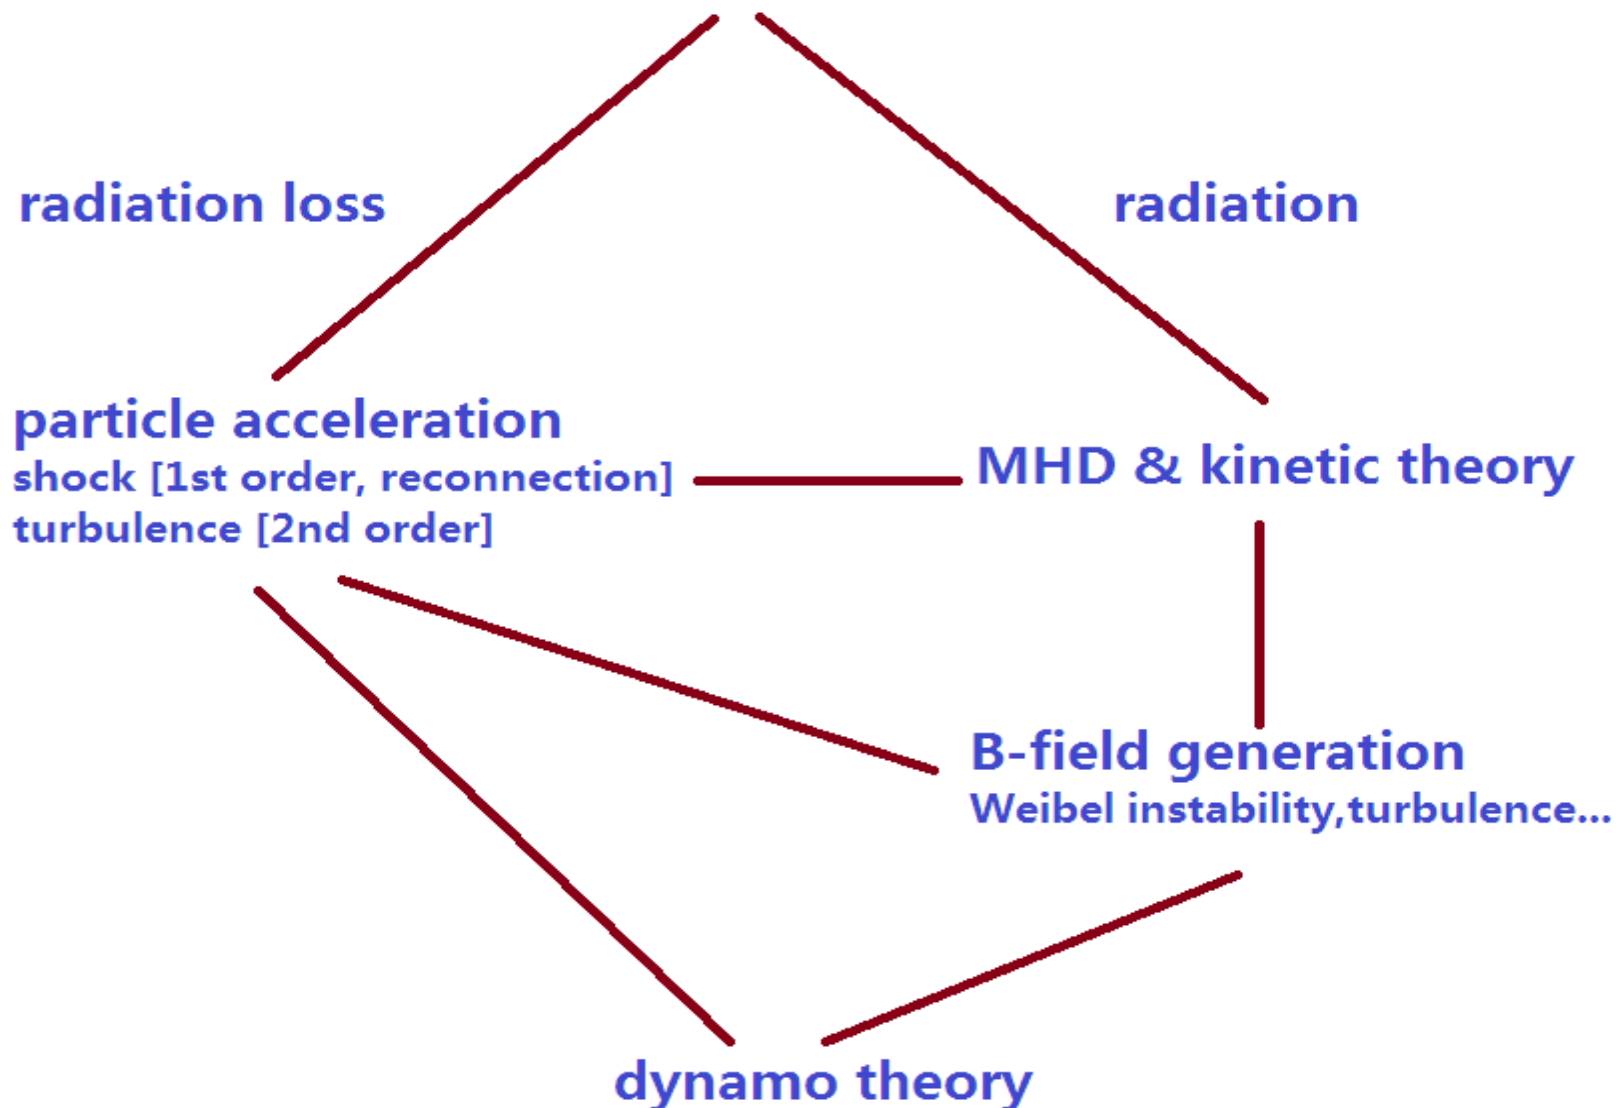 radiation loss
radiation
particle acceleration
shock [1st order, reconnection]
turbulence [2nd order]
MHD & kinetic theory
B-field generation
Weibel instability,turbulence...
dynamo theory